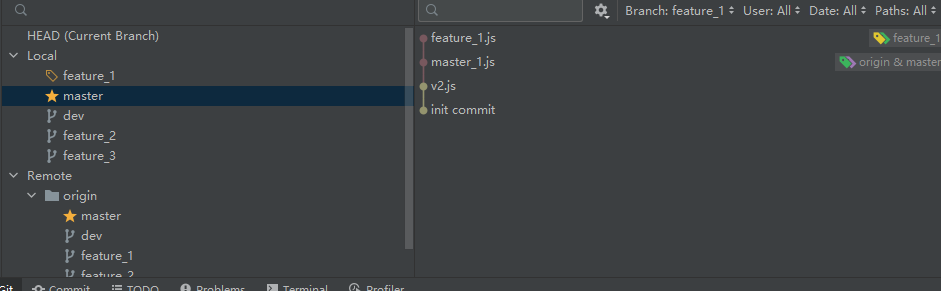 Branch: feature_1 User: All Date: All Paths: All
HEAD (Current Branch)
Local
feature_1
master
dev
feature_2
feature_3
Remote
origin
master
dev
feature_1
feature_2
feature_1.js feature_1
master_1.js origin & master
v2.js
init commit
Git Commit TODO Problems Terminal Profiler